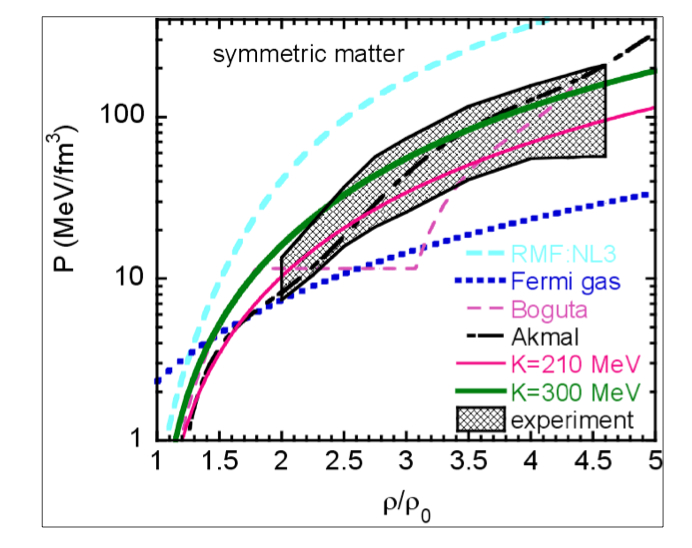 symmetric matter
P (MeV/fm³)
100
10
1
RMF:NL3
Fermi gas
Boguta
Akmal
K=210 MeV
K=300 MeV
experiment
1 1.5 2 2.5 3 3.5 4 4.5 5
ρ/ρ₀